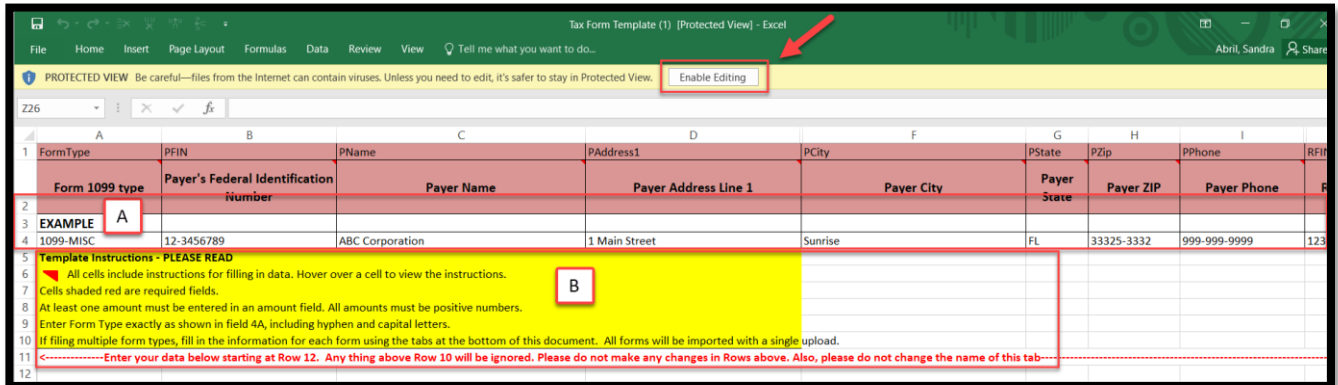 Tax Form Template (1) [Protected View] - Excel
File Home Insert Page Layout Formulas Data Review View Tell me what you want to do... Abril, Sandra Share
PROTECTED VIEW Be careful—files from the Internet can contain viruses. Unless you need to edit, it's safer to stay in Protected View. Enable Editing
Z26 fx
A B C D F G H I
1 FormType PFIN PName PAddress1 PCity PState PZip PPhone RFIN
2 Form 1099 type Payer's Federal Identification Number Payer Name Payer Address Line 1 Payer City Payer State Payer ZIP Payer Phone R
A
3 EXAMPLE
4 1099-MISC 12-3456789 ABC Corporation 1 Main Street Sunrise FL 33325-3332 999-999-9999 123
5 Template Instructions - PLEASE READ
6 All cells include instructions for filling in data. Hover over a cell to view the instructions.
B
7 Cells shaded red are required fields.
8 At least one amount must be entered in an amount field. All amounts must be positive numbers.
9 Enter Form Type exactly as shown in field 4A, including hyphen and capital letters.
10 If filing multiple form types, fill in the information for each form using the tabs at the bottom of this document. All forms will be imported with a single upload.
11 <--------------Enter your data below starting at Row 12. Any thing above Row 10 will be ignored. Please do not make any changes in Rows above. Also, please do not change the name of this tab--------------------
12